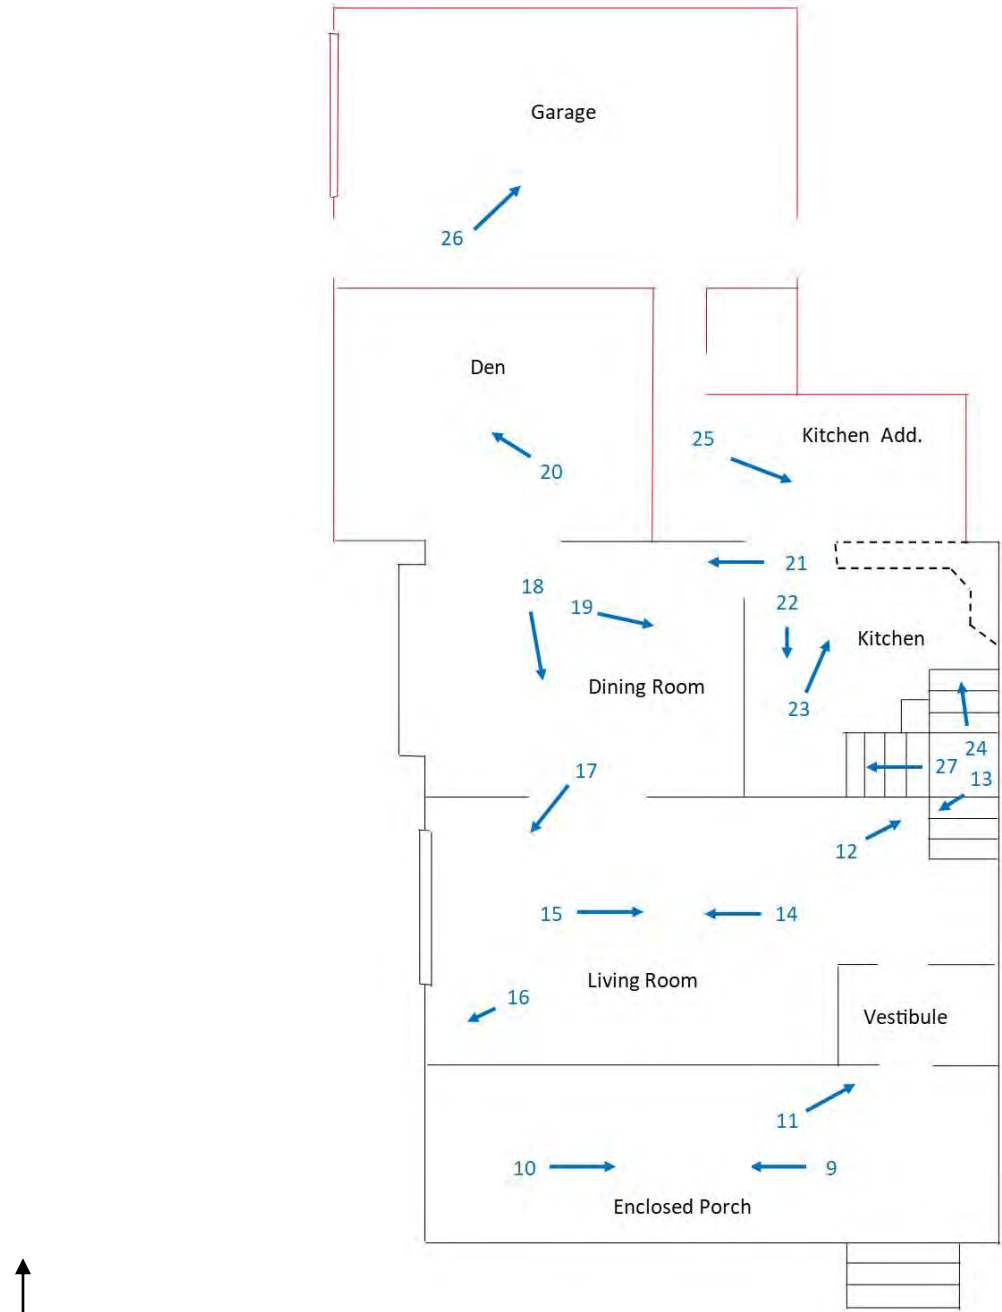 Garage
26
Den
25
Kitchen Add.
20
21
18
19
22
Kitchen
Dining Room
23
24
17
27
13
12
15
14
Living Room
16
Vestibule
11
10
9
Enclosed Porch